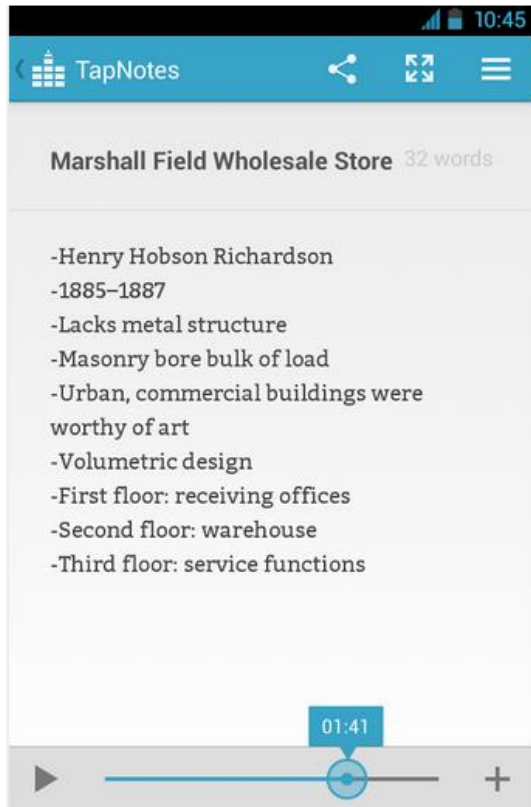 10:45
TapNotes
Marshall Field Wholesale Store 32 words
-Henry Hobson Richardson
-1885–1887
-Lacks metal structure
-Masonry bore bulk of load
-Urban, commercial buildings were
worthy of art
-Volumetric design
-First floor: receiving offices
-Second floor: warehouse
-Third floor: service functions
01:41